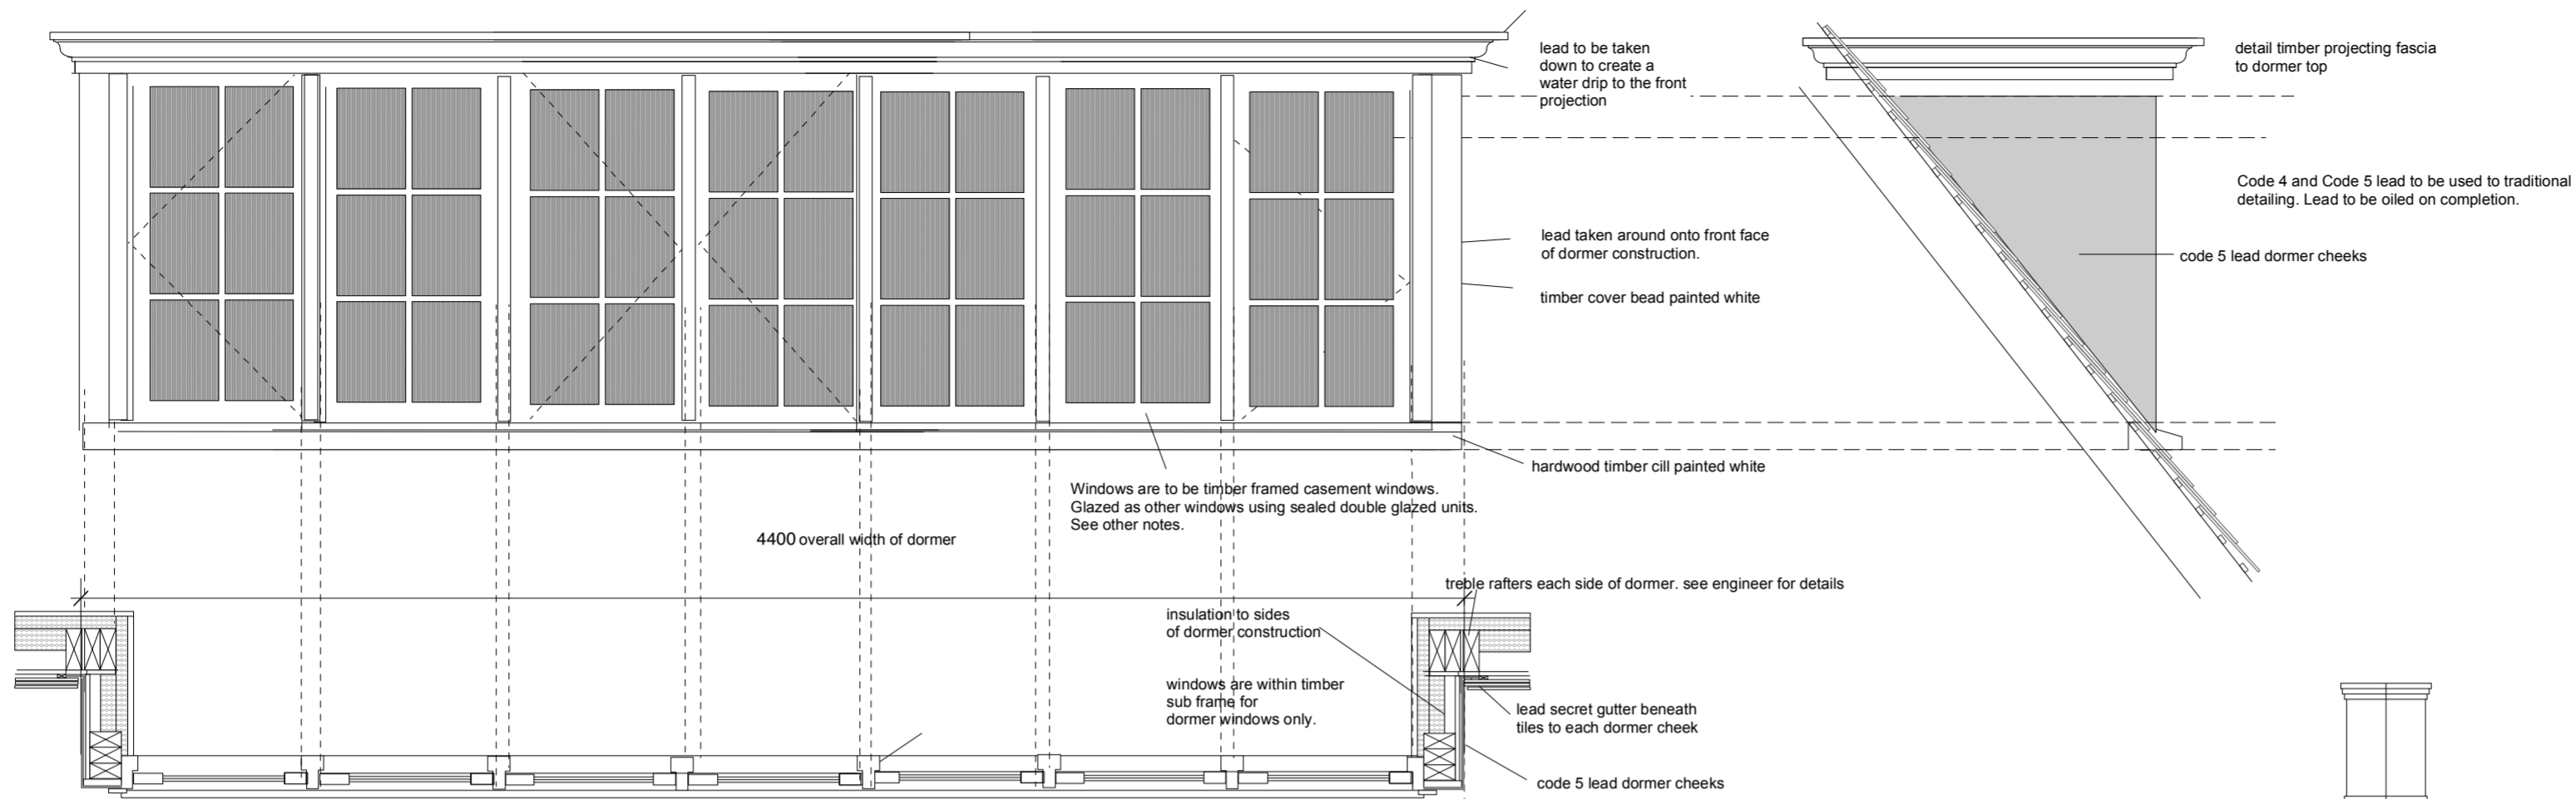 lead to be taken
down to create a
water drip to the front
projection
detail timber projecting fascia
to dormer top
Code 4 and Code 5 lead to be used to traditional
detailing. Lead to be oiled on completion.
lead taken around onto front face
of dormer construction.
code 5 lead dormer cheeks
timber cover bead painted white
hardwood timber cill painted white
Windows are to be timber framed casement windows.
Glazed as other windows using sealed double glazed units.
See other notes.
4400 overall width of dormer
treble rafters each side of dormer. see engineer for details
insulation to sides
of dormer construction
windows are within timber
sub frame for
dormer windows only.
lead secret gutter beneath
tiles to each dormer cheek
code 5 lead dormer cheeks